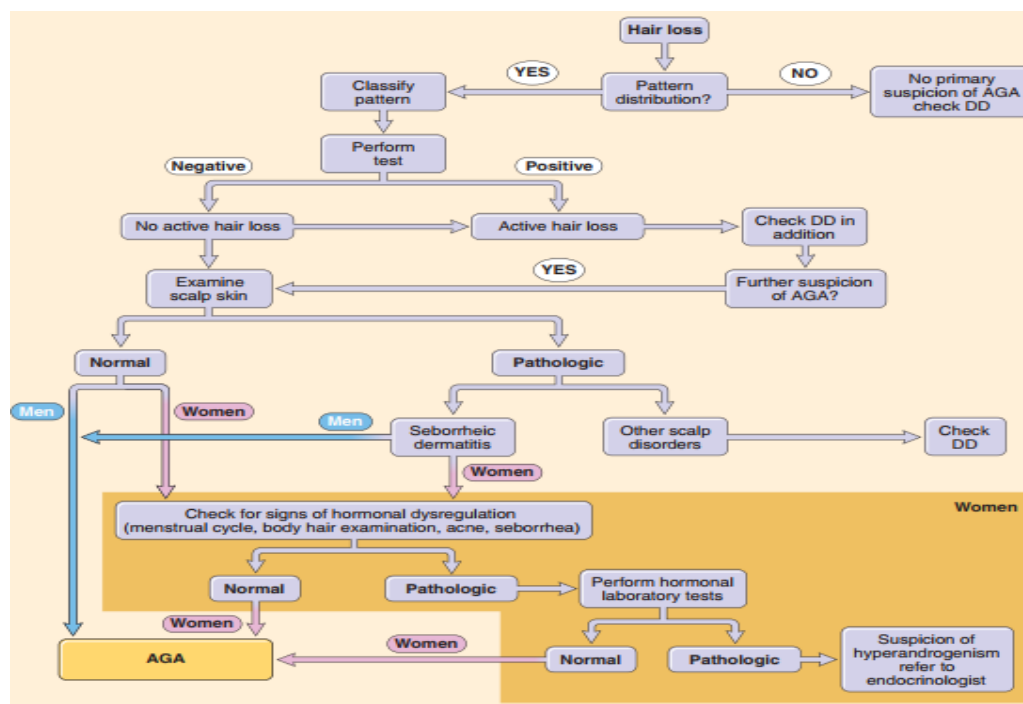 Hair loss
YES
NO
Classify
pattern
Pattern
distribution?
No primary
suspicion of AGA
check DD
Perform
test
Negative
Positive
No active hair loss
Active hair loss
Check DD in
addition
YES
Examine
scalp skin
Further suspicion
of AGA?
Normal
Pathologic
Men
Women
Men
Seborrheic
dermatitis
Other scalp
disorders
Check
DD
Women
Women
Check for signs of hormonal dysregulation
(menstrual cycle, body hair examination, acne, seborrhea)
Normal
Pathologic
Perform hormonal
laboratory tests
Women
Women
AGA
Normal
Pathologic
Suspicion of
hyperandrogenism
refer to
endocrinologist